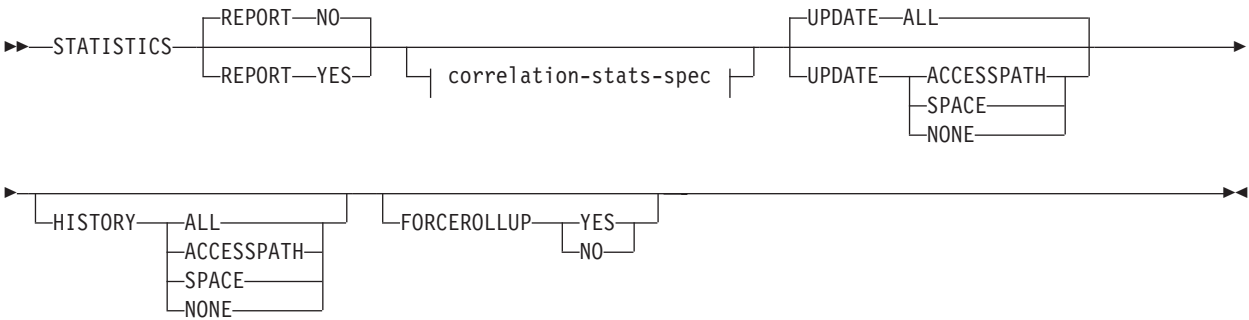 REPORT NO UPDATE ALL
STATISTICS
REPORT YES correlation-stats-spec UPDATE ACCESSPATH
SPACE
NONE
HISTORY ALL FORCEROLLUP YES
ACCESSPATH NO
SPACE
NONE